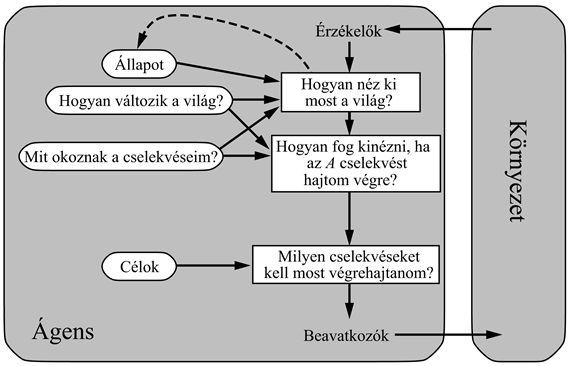 Érzékelők
Állapot
Hogyan néz ki
most a világ?
Hogyan változik a világ?
Hogyan fog kinézni, ha
az A cselekvést
hajtom végre?
Mit okoznak a cselekvéseim?
Milyen cselekvéseket
kell most végrehajtanom?
Célok
Ágens
Beavatkozók
Környezet